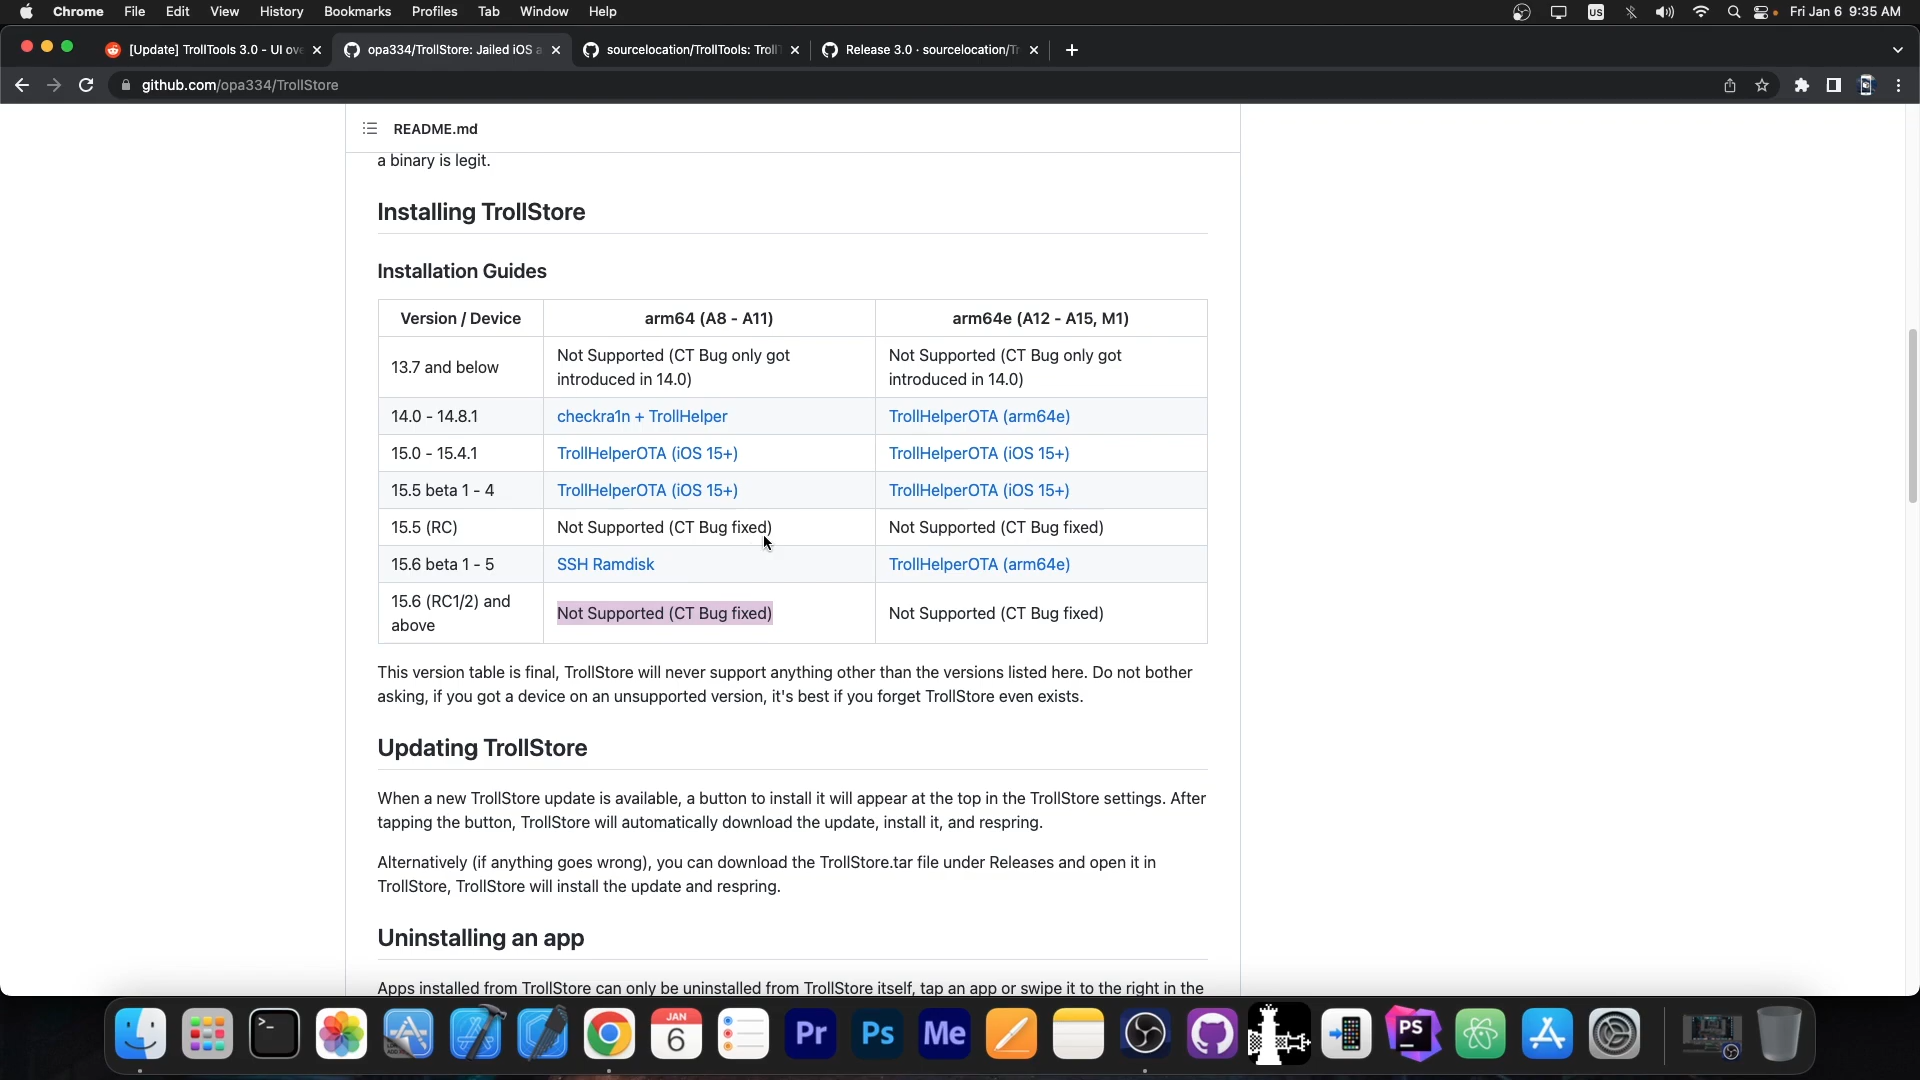 Chrome File Edit View History Bookmarks Profiles Tab Window Help US Fri Jan 6 9:35 AM
[Update] TrollTools 3.0 - UI ove
opa334/TrollStore: Jailed iOS a
sourcelocation/TrollTools: Troll
Release 3.0 · sourcelocation/Tr
github.com/opa334/TrollStore
README.md
a binary is legit.
Installing TrollStore
Installation Guides
Version / Device arm64 (A8 - A11) arm64e (A12 - A15, M1)
13.7 and below Not Supported (CT Bug only got introduced in 14.0) Not Supported (CT Bug only got introduced in 14.0)
14.0 - 14.8.1 checkra1n + TrollHelper TrollHelperOTA (arm64e)
15.0 - 15.4.1 TrollHelperOTA (iOS 15+) TrollHelperOTA (iOS 15+)
15.5 beta 1 - 4 TrollHelperOTA (iOS 15+) TrollHelperOTA (iOS 15+)
15.5 (RC) Not Supported (CT Bug fixed) Not Supported (CT Bug fixed)
15.6 beta 1 - 5 SSH Ramdisk TrollHelperOTA (arm64e)
15.6 (RC1/2) and above Not Supported (CT Bug fixed) Not Supported (CT Bug fixed)
This version table is final, TrollStore will never support anything other than the versions listed here. Do not bother
asking, if you got a device on an unsupported version, it's best if you forget TrollStore even exists.
Updating TrollStore
When a new TrollStore update is available, a button to install it will appear at the top in the TrollStore settings. After
tapping the button, TrollStore will automatically download the update, install it, and respring.
Alternatively (if anything goes wrong), you can download the TrollStore.tar file under Releases and open it in
TrollStore, TrollStore will install the update and respring.
Uninstalling an app
Apps installed from TrollStore can only be uninstalled from TrollStore itself, tap an app or swipe it to the right in the
JAN
6
Pr
Ps
Me
PS